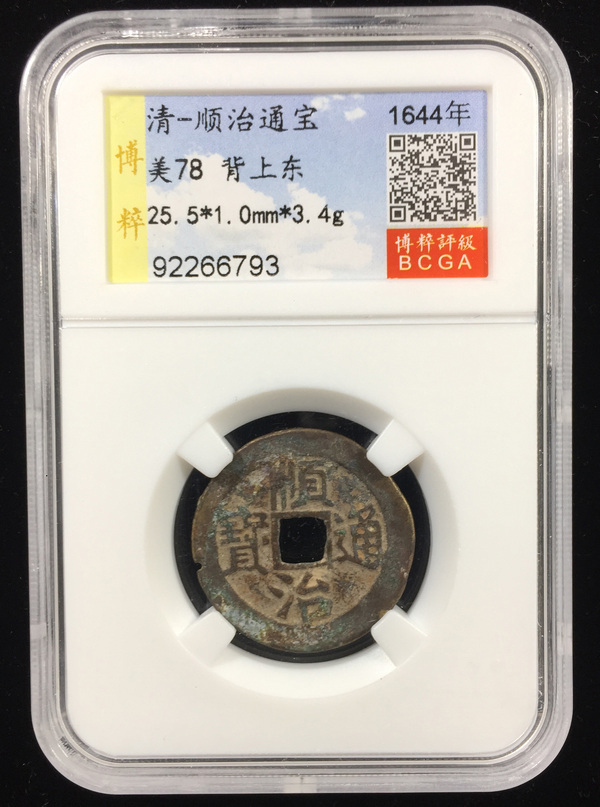 博粹
清-顺治通宝
1644年
美78 背上东
25.5*1.0mm*3.4g
92266793
博粹評級
BCGA
順治通寶